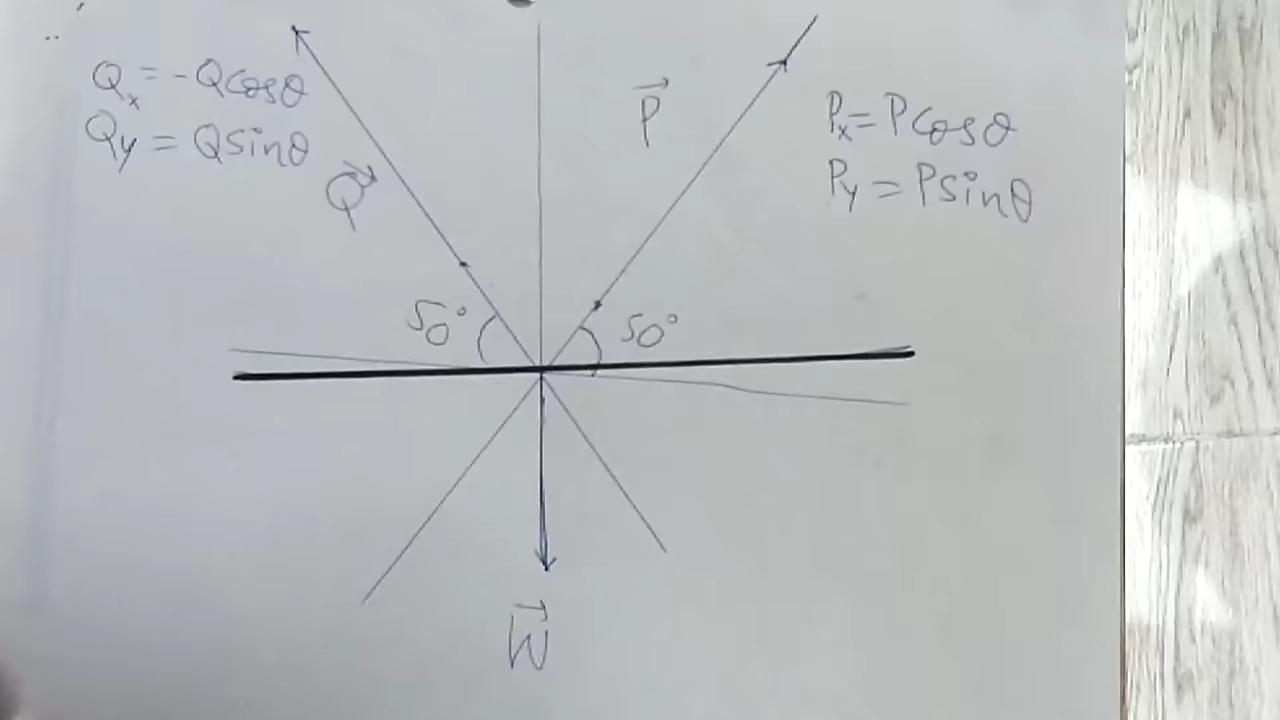 Qₓ = -Qcosθ
Qy = Qsinθ
Q⃗
P⃗
Pₓ = Pcosθ
Py = Psinθ
50°
50°
W⃗